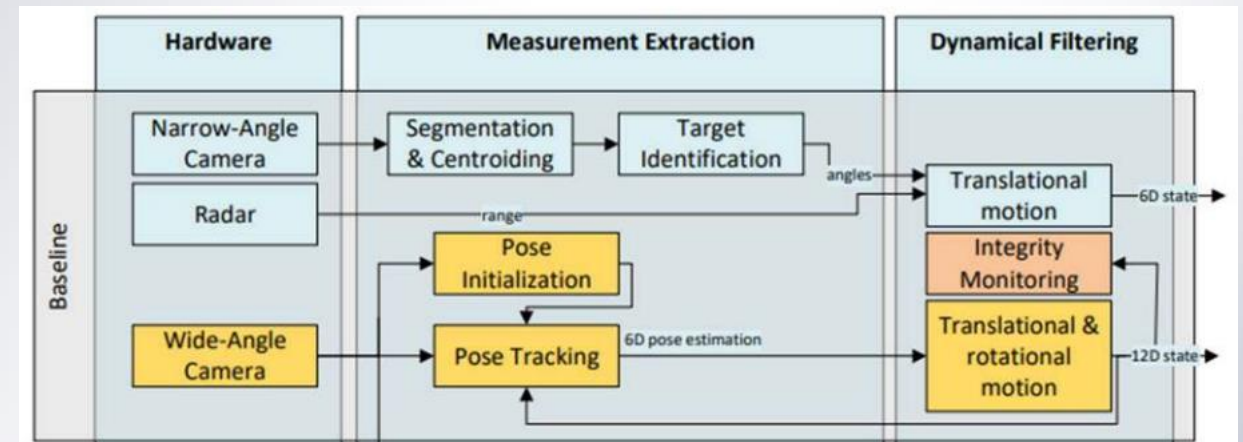 Hardware
Measurement Extraction
Dynamical Filtering
Baseline
Narrow-Angle
Camera
Segmentation
& Centroiding
Target
Identification
angles
Translational
motion
6D state
Radar
range
Pose
Initialization
Integrity
Monitoring
Wide-Angle
Camera
Pose Tracking
6D pose estimation
Translational &
rotational
motion
12D state